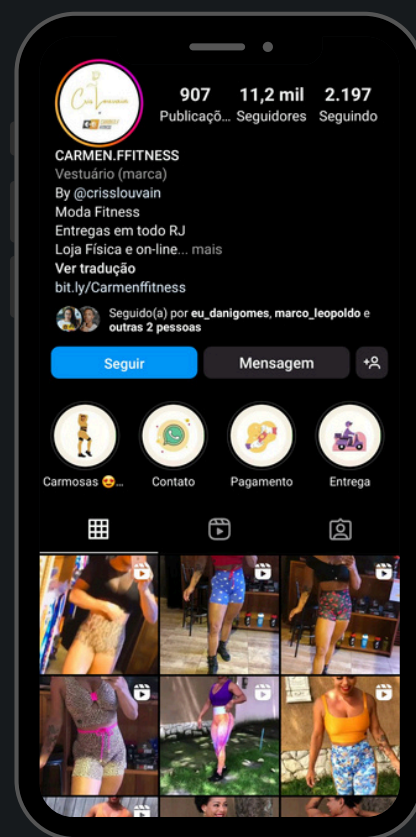 Cris Louvain
907 11,2 mil 2.197
Publicaçõ... Seguidores Seguindo
CARMEN.FFITNESS
Vestuário (marca)
By @crisslouvain
Moda Fitness
Entregas em todo RJ
Loja Física e on-line... mais
Ver tradução
bit.ly/Carmenffitness
Seguido(a) por eu_danigomes, marco_leopoldo e
outras 2 pessoas
Seguir Mensagem
Carmosas 😍... Contato Pagamento Entrega